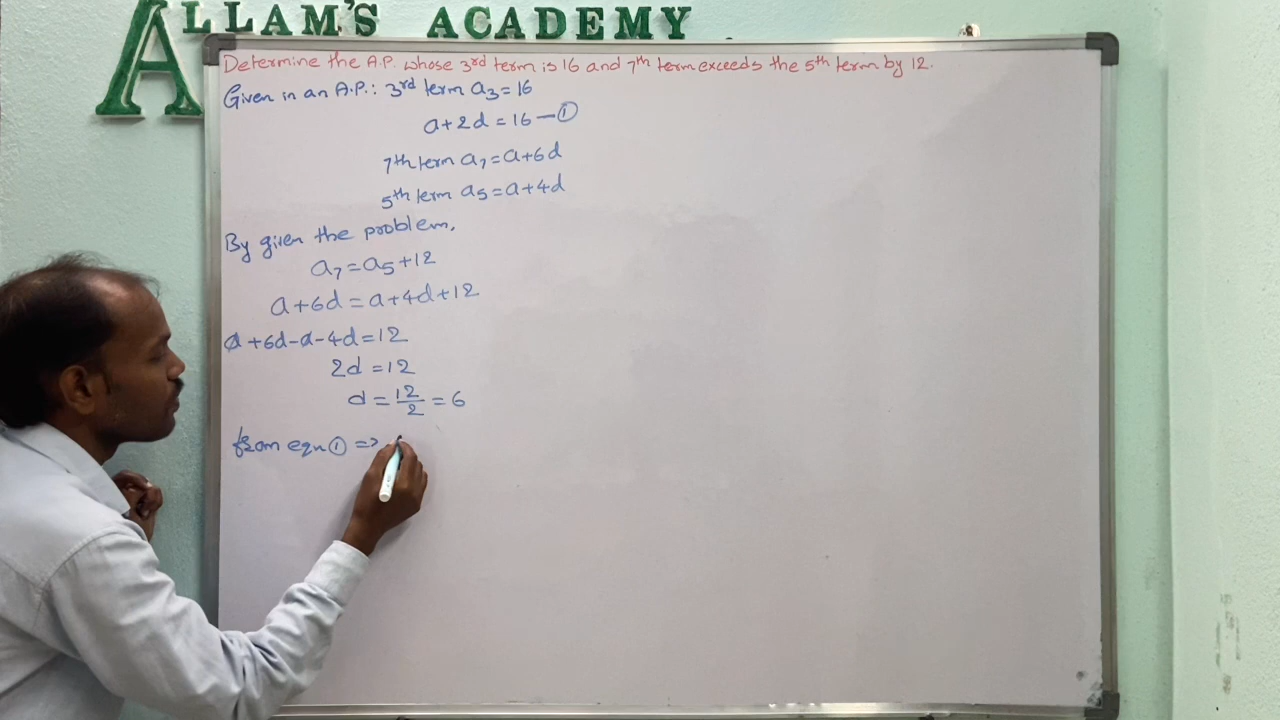 ALLAM'S ACADEMY
Determine the A.P. whose 3rd term is 16 and 7th term exceeds the 5th term by 12.
Given in an A.P.: 3rd term a₃=16
a+2d=16—①
7th term a₇=a+6d
5th term a₅=a+4d
By given the problem,
a₇=a₅+12
a+6d=a+4d+12
a+6d-a-4d=12
2d=12
d=12/2=6
from eqn ① =>